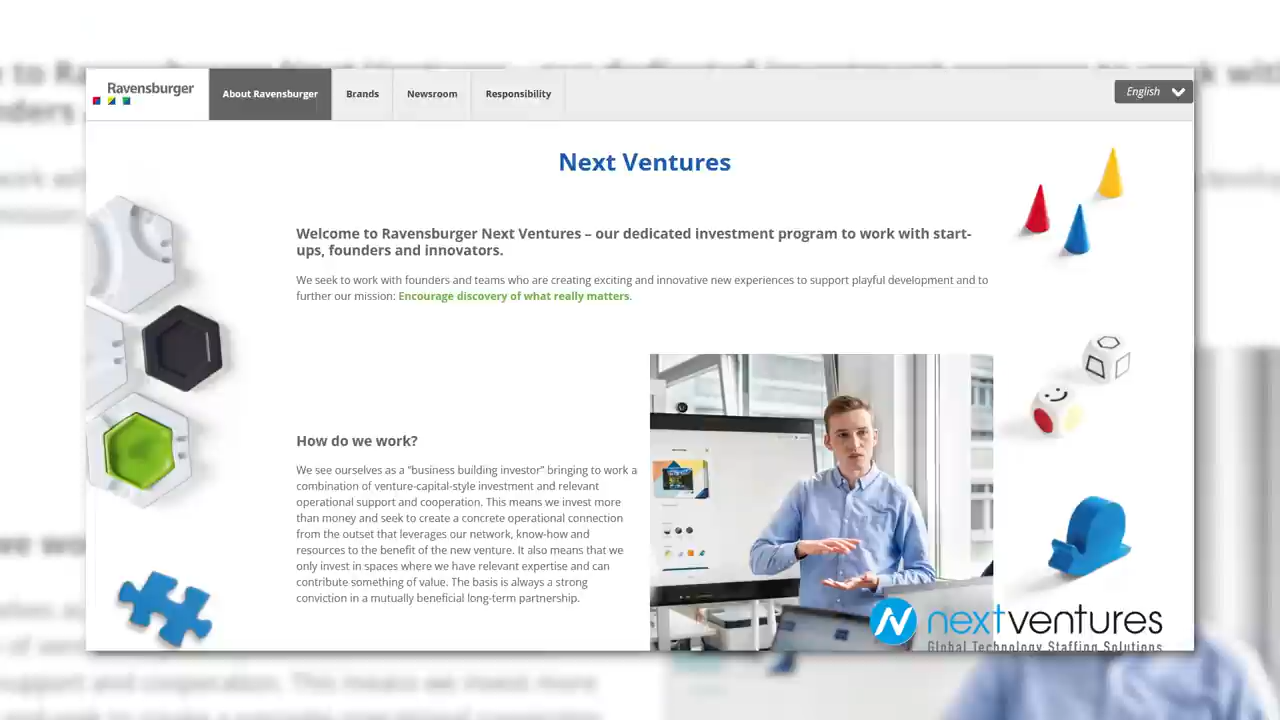 Ravensburger
About Ravensburger
Brands
Newsroom
Responsibility
English
Next Ventures
Welcome to Ravensburger Next Ventures – our dedicated investment program to work with start-
ups, founders and innovators.
We seek to work with founders and teams who are creating exciting and innovative new experiences to support playful development and to
further our mission: Encourage discovery of what really matters.
How do we work?
We see ourselves as a "business building investor" bringing to work a
combination of venture-capital-style investment and relevant
operational support and cooperation. This means we invest more
than money and seek to create a concrete operational connection
from the outset that leverages our network, know-how and
resources to the benefit of the new venture. It also means that we
only invest in spaces where we have relevant expertise and can
contribute something of value. The basis is always a strong
conviction in a mutually beneficial long-term partnership.
nextventures
Global Technology Staffing Solutions